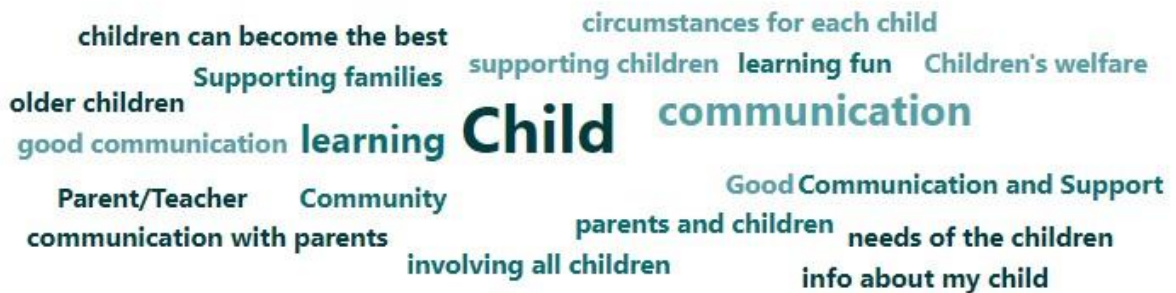 circumstances for each child
children can become the best
supporting children learning fun Children's welfare
Supporting families
older children
communication
good communication learning Child
Parent/Teacher Community
Good Communication and Support
parents and children
communication with parents
needs of the children
involving all children
info about my child